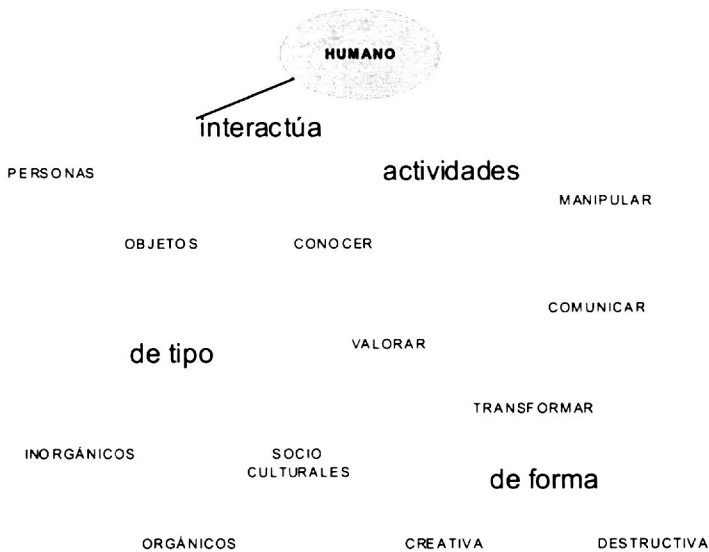 HUMANO
interactúa
actividades
PERSONAS
MANIPULAR
OBJETOS
CONOCER
COMUNICAR
de tipo
VALORAR
TRANSFORMAR
INORGÁNICOS
SOCIO
CULTURALES
de forma
ORGÁNICOS
CREATIVA
DESTRUCTIVA